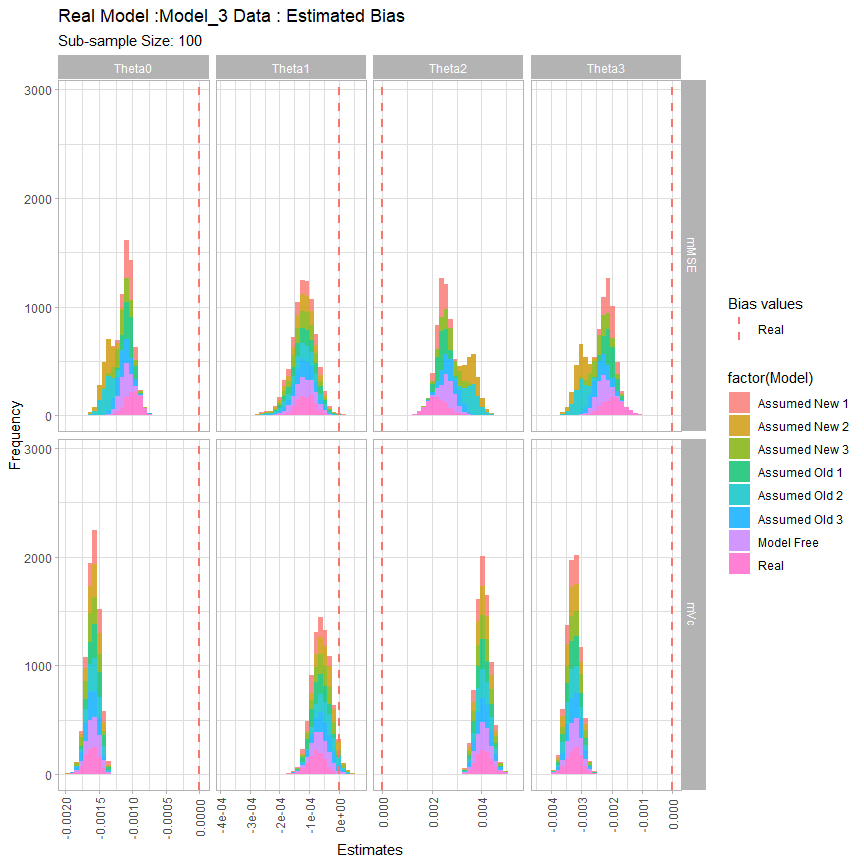 Real Model :Model_3 Data : Estimated Bias
Sub-sample Size: 100
Theta0 Theta1 Theta2 Theta3
3000
2000
1000
0
mMSE
3000
2000
1000
0
mVc
Frequency
-0.0020 -0.0015 -0.0010 -0.0005 0.0000
-4e-04 -3e-04 -2e-04 -1e-04 0e+00
0.000 0.002 0.004
-0.004 -0.003 -0.002 -0.001 0.000
Estimates
Bias values
Real
factor(Model)
Assumed New 1
Assumed New 2
Assumed New 3
Assumed Old 1
Assumed Old 2
Assumed Old 3
Model Free
Real